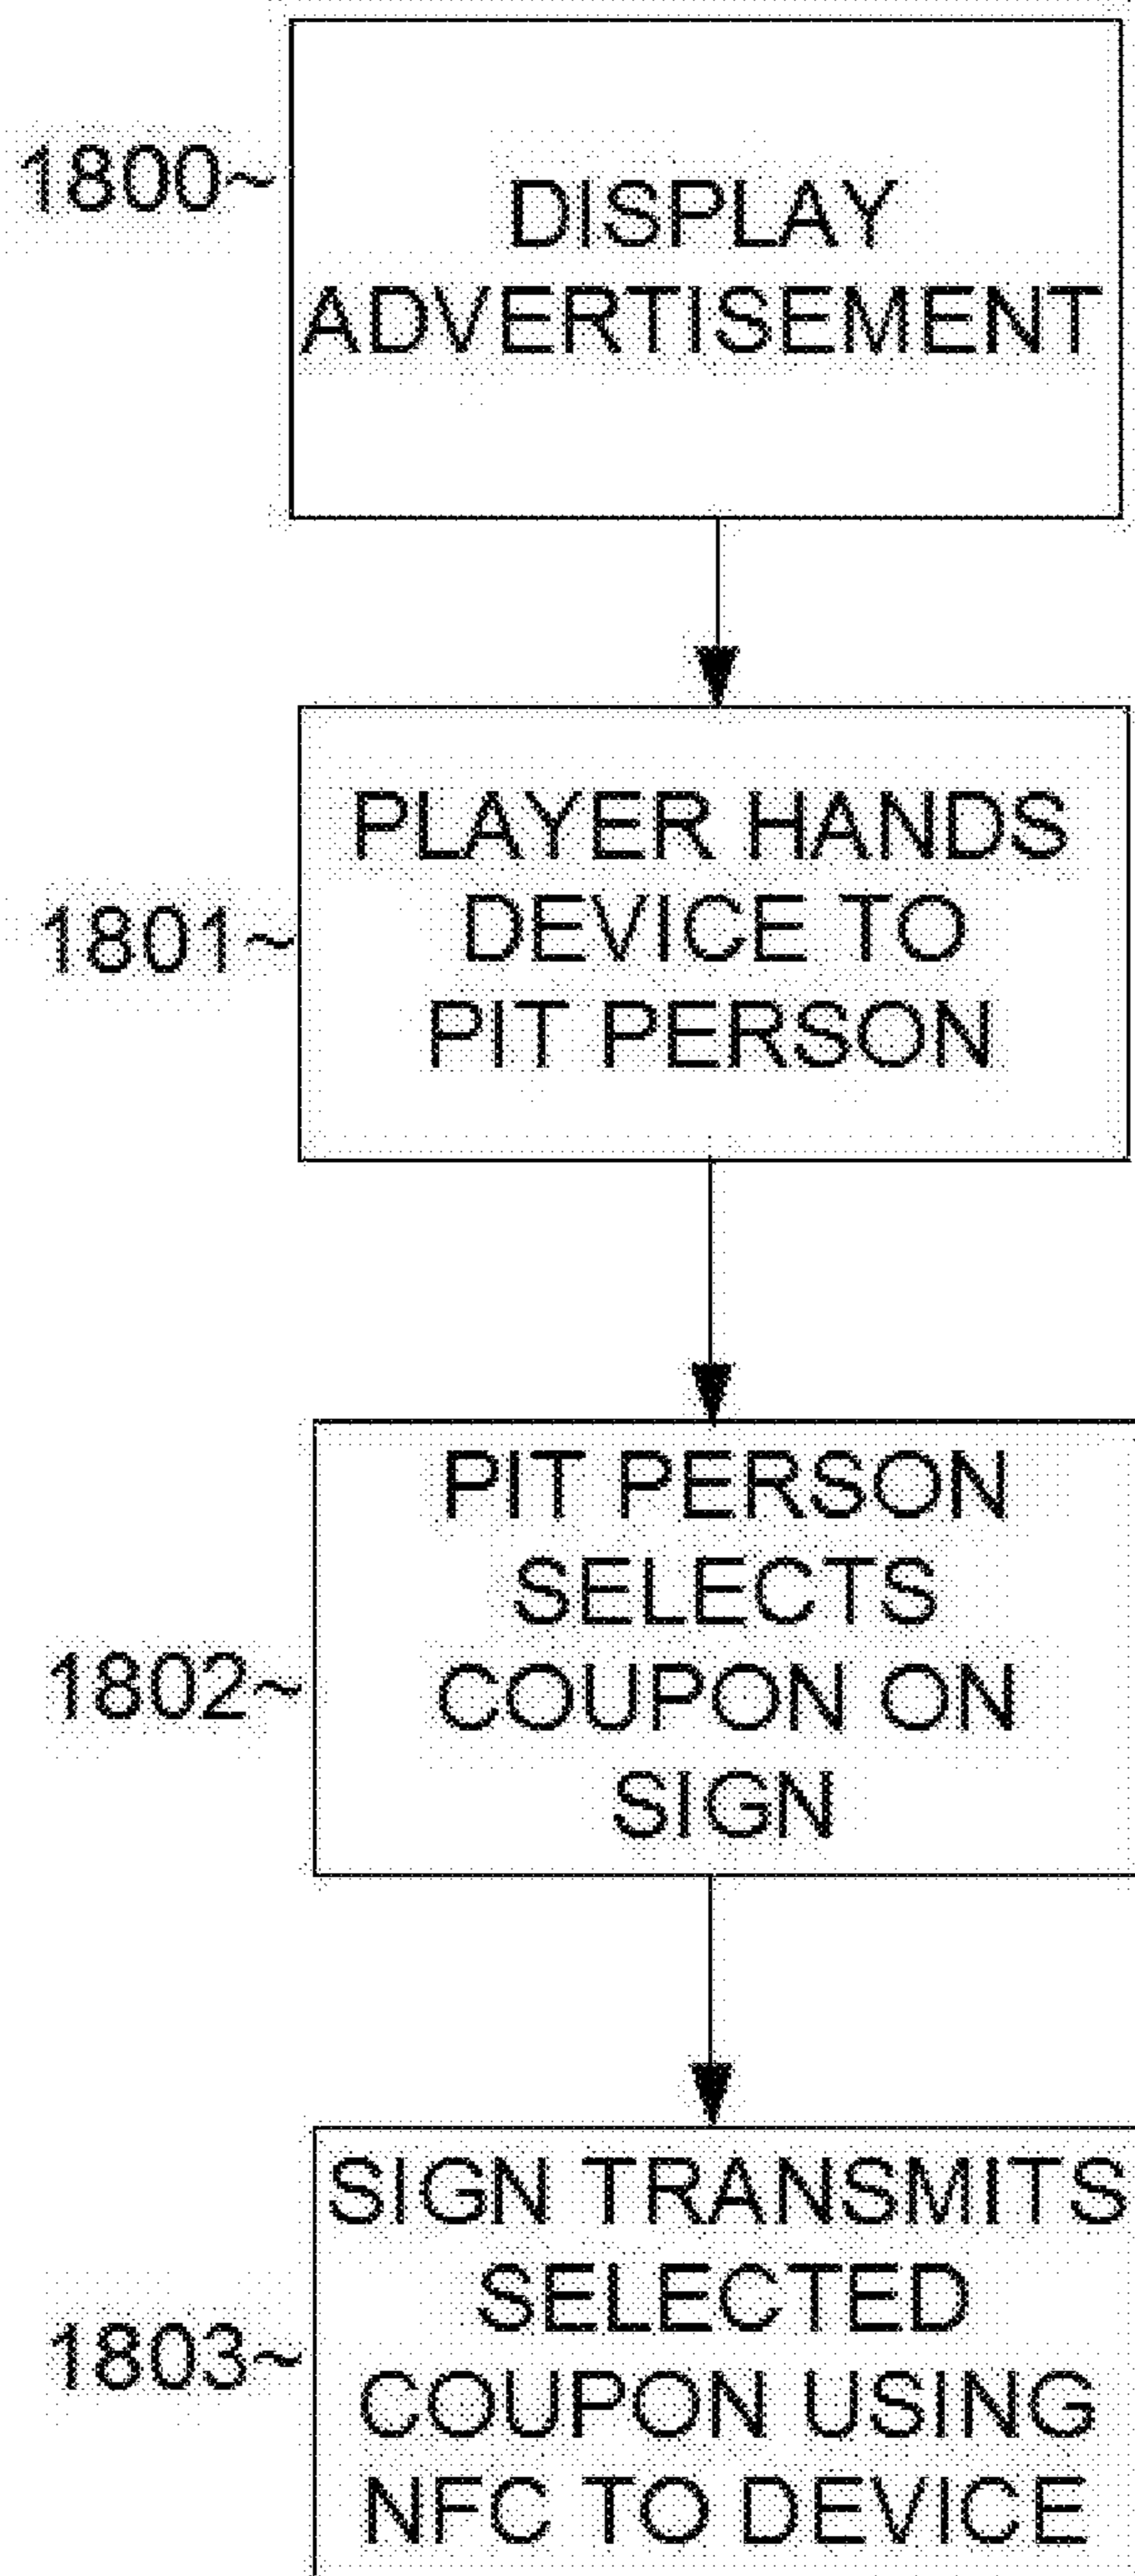 1800~
DISPLAY
ADVERTISEMENT
1801~
PLAYER HANDS
DEVICE TO
PIT PERSON
1802~
PIT PERSON
SELECTS
COUPON ON
SIGN
1803~
SIGN TRANSMITS
SELECTED
COUPON USING
NFC TO DEVICE